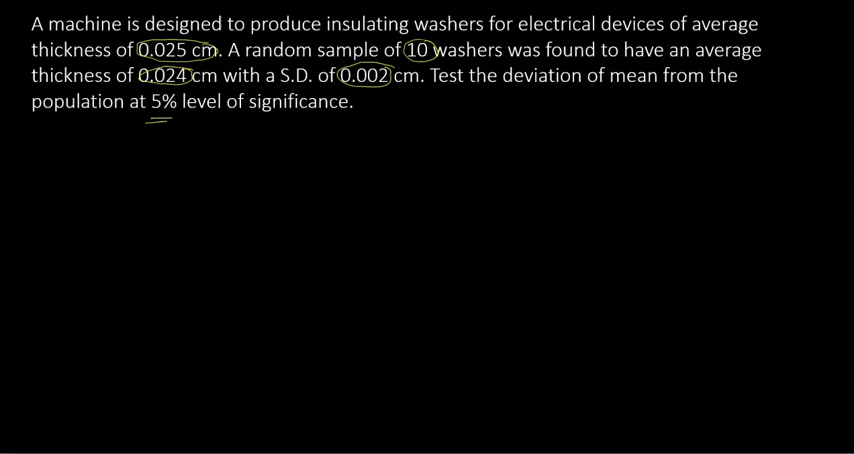 A machine is designed to produce insulating washers for electrical devices of average
thickness of 0.025 cm. A random sample of 10 washers was found to have an average
thickness of 0.024 cm with a S.D. of 0.002 cm. Test the deviation of mean from the
population at 5% level of significance.